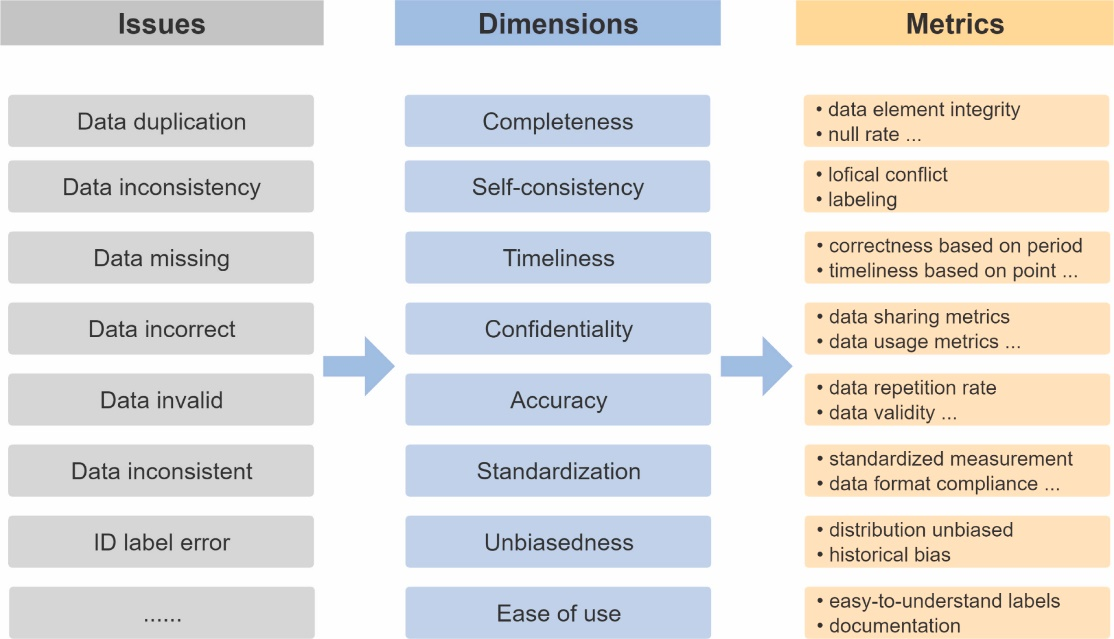 Issues
Dimensions
Metrics
Data duplication
Completeness
• data element integrity
• null rate ...
Data inconsistency
Self-consistency
• lofical conflict
• labeling
Data missing
Timeliness
• correctness based on period
• timeliness based on point ...
Data incorrect
Confidentiality
• data sharing metrics
• data usage metrics ...
Data invalid
Accuracy
• data repetition rate
• data validity ...
Data inconsistent
Standardization
• standardized measurement
• data format compliance ...
ID label error
Unbiasedness
• distribution unbiased
• historical bias
......
Ease of use
• easy-to-understand labels
• documentation